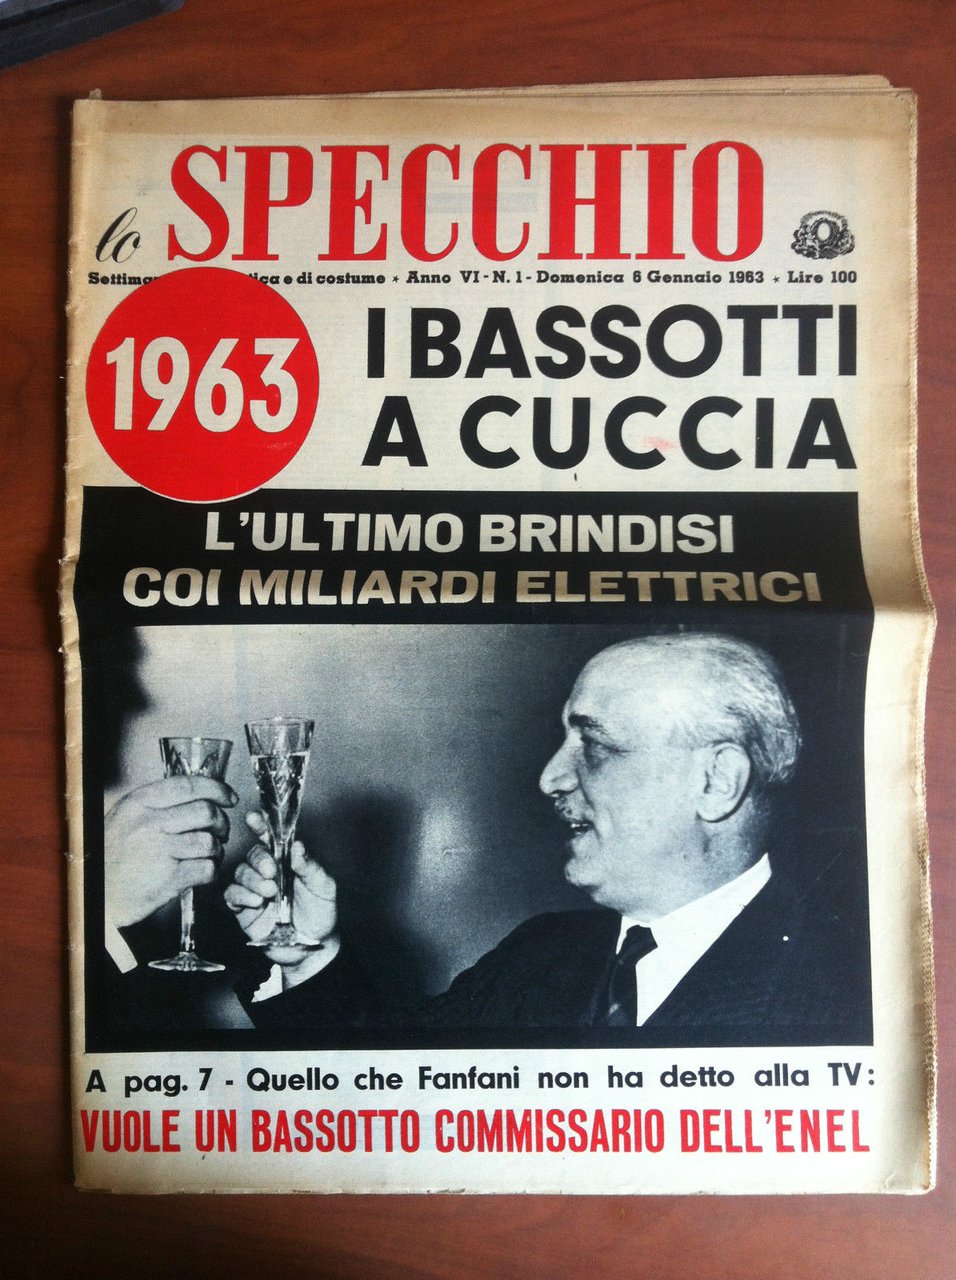 lo SPECCHIO
Settima tica e di costume ★ Anno VI - N. 1 - Domenica 6 Gennaio 1963 ★ Lire 100
1963
I BASSOTTI
A CUCCIA
L'ULTIMO BRINDISI
COI MILIARDI ELETTRICI
A pag. 7 - Quello che Fanfani non ha detto alla TV:
VUOLE UN BASSOTTO COMMISSARIO DELL'ENEL